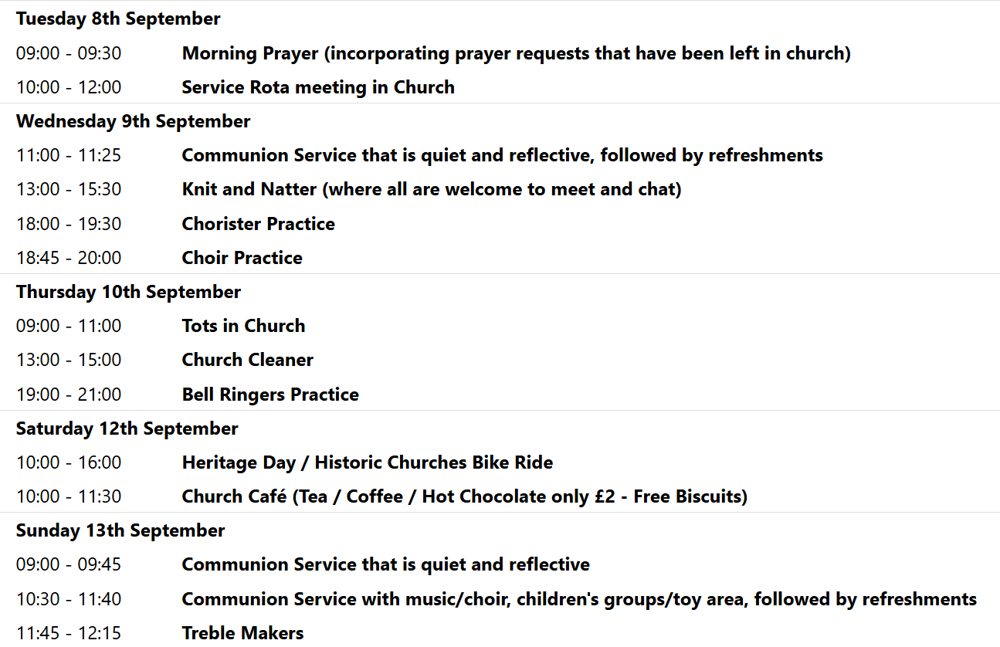 Tuesday 8th September
09:00 - 09:30 Morning Prayer (incorporating prayer requests that have been left in church)
10:00 - 12:00 Service Rota meeting in Church
Wednesday 9th September
11:00 - 11:25 Communion Service that is quiet and reflective, followed by refreshments
13:00 - 15:30 Knit and Natter (where all are welcome to meet and chat)
18:00 - 19:30 Chorister Practice
18:45 - 20:00 Choir Practice
Thursday 10th September
09:00 - 11:00 Tots in Church
13:00 - 15:00 Church Cleaner
19:00 - 21:00 Bell Ringers Practice
Saturday 12th September
10:00 - 16:00 Heritage Day / Historic Churches Bike Ride
10:00 - 11:30 Church Café (Tea / Coffee / Hot Chocolate only £2 - Free Biscuits)
Sunday 13th September
09:00 - 09:45 Communion Service that is quiet and reflective
10:30 - 11:40 Communion Service with music/choir, children's groups/toy area, followed by refreshments
11:45 - 12:15 Treble Makers